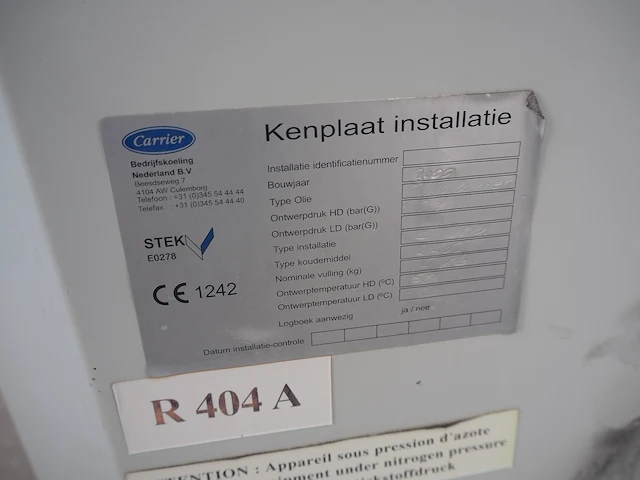 Carrier
Bedrijfskoeling
Nederland B.V
Beesdseweg 7
4104 AW Culemborg
Telefoon : +31 (0)345 54 44 44
Telefax : +31 (0)345 54 44 40
STEK
E0278
CE 1242
Kenplaat installatie
Installatie identificatienummer
Bouwjaar
Type Olie
Ontwerpdruk HD (bar(G))
Ontwerpdruk LD (bar(G))
Type installatie
Type koudemiddel
Nominale vulling (kg)
Ontwerptemperatuur HD (ºC)
Ontwerptemperatuur LD (ºC)
Logboek aanwezig ja / nee
Datum installatie-controle
R 404 A
ATTENTION : Appareil sous pression d'azote
under nitrogen pressure